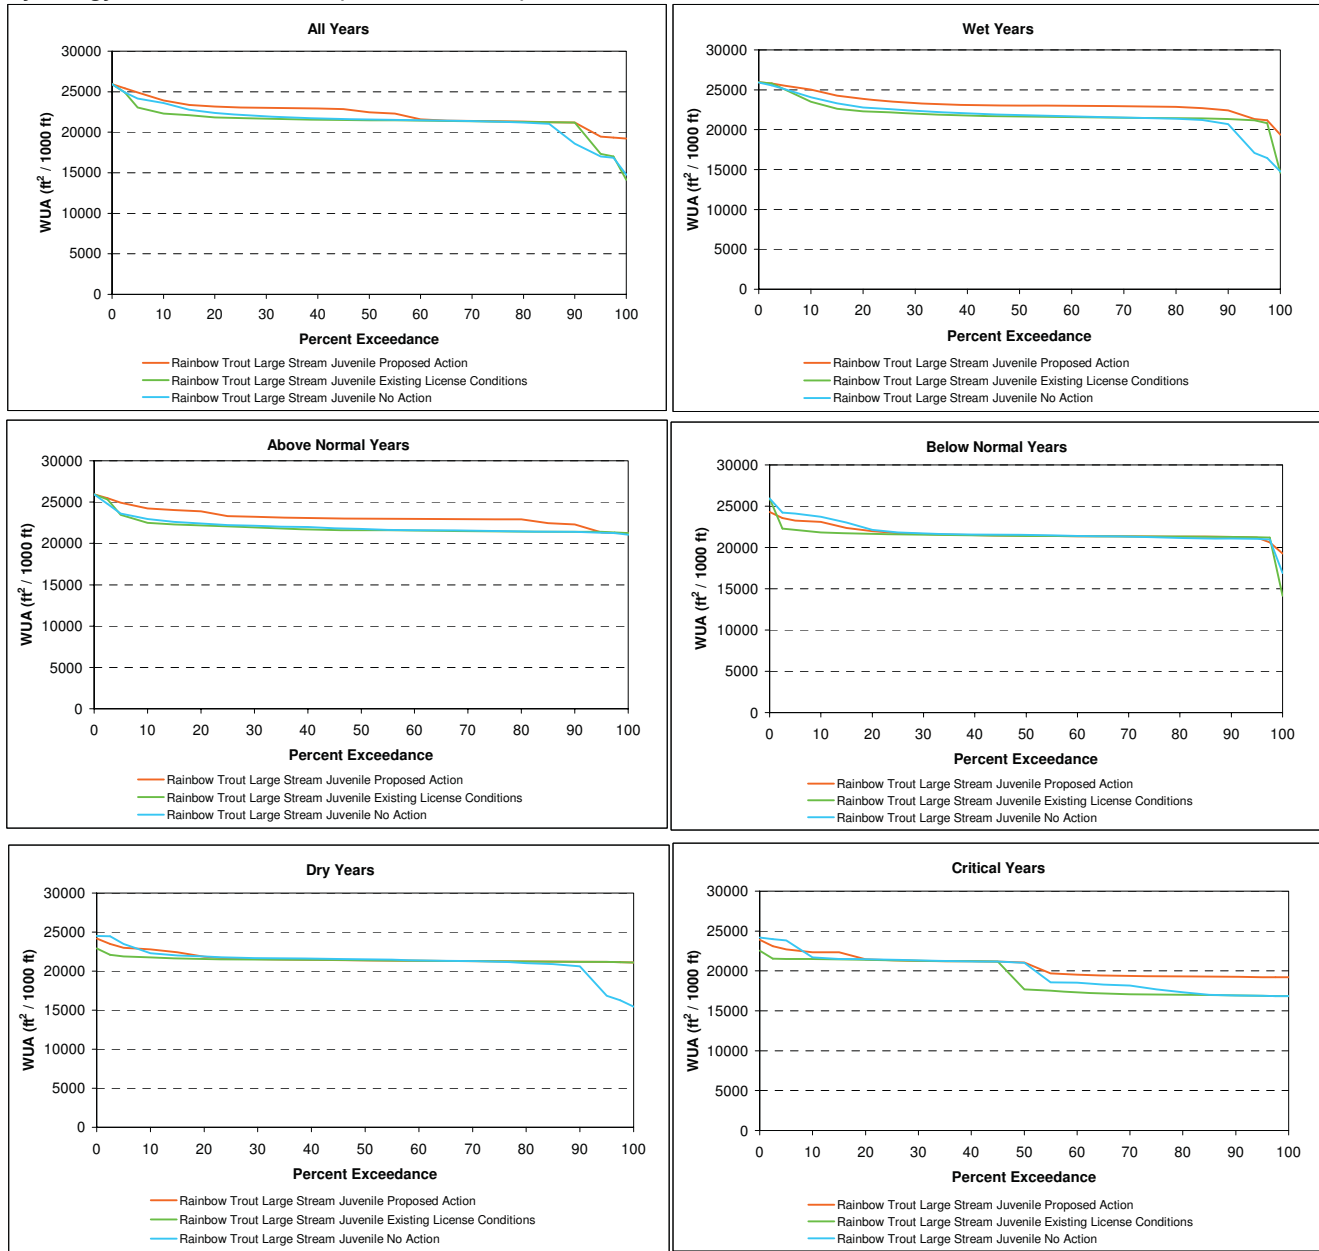 All Years
30000
25000
20000
15000
10000
5000
0
WUA (ft² / 1000 ft)
0 10 20 30 40 50 60 70 80 90 100
Percent Exceedance
Rainbow Trout Large Stream Juvenile Proposed Action
Rainbow Trout Large Stream Juvenile Existing License Conditions
Rainbow Trout Large Stream Juvenile No Action
Wet Years
30000
25000
20000
15000
10000
5000
0
WUA (ft² / 1000 ft)
0 10 20 30 40 50 60 70 80 90 100
Percent Exceedance
Rainbow Trout Large Stream Juvenile Proposed Action
Rainbow Trout Large Stream Juvenile Existing License Conditions
Rainbow Trout Large Stream Juvenile No Action
Above Normal Years
30000
25000
20000
15000
10000
5000
0
WUA (ft² / 1000 ft)
0 10 20 30 40 50 60 70 80 90 100
Percent Exceedance
Rainbow Trout Large Stream Juvenile Proposed Action
Rainbow Trout Large Stream Juvenile Existing License Conditions
Rainbow Trout Large Stream Juvenile No Action
Below Normal Years
30000
25000
20000
15000
10000
5000
0
WUA (ft² / 1000 ft)
0 10 20 30 40 50 60 70 80 90 100
Percent Exceedance
Rainbow Trout Large Stream Juvenile Proposed Action
Rainbow Trout Large Stream Juvenile Existing License Conditions
Rainbow Trout Large Stream Juvenile No Action
Dry Years
30000
25000
20000
15000
10000
5000
0
WUA (ft² / 1000 ft)
0 10 20 30 40 50 60 70 80 90 100
Percent Exceedance
Rainbow Trout Large Stream Juvenile Proposed Action
Rainbow Trout Large Stream Juvenile Existing License Conditions
Rainbow Trout Large Stream Juvenile No Action
Critical Years
30000
25000
20000
15000
10000
5000
0
WUA (ft² / 1000 ft)
0 10 20 30 40 50 60 70 80 90 100
Percent Exceedance
Rainbow Trout Large Stream Juvenile Proposed Action
Rainbow Trout Large Stream Juvenile Existing License Conditions
Rainbow Trout Large Stream Juvenile No Action